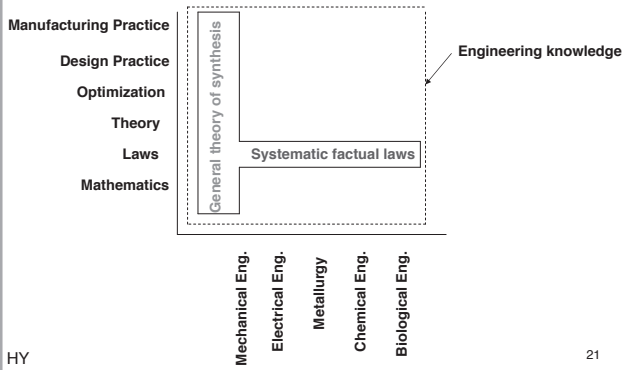 Manufacturing Practice
Design Practice
Optimization
Theory
Laws
Mathematics
General theory of synthesis
Systematic factual laws
Engineering knowledge
Mechanical Eng.
Electrical Eng.
Metallurgy
Chemical Eng.
Biological Eng.
HY
21